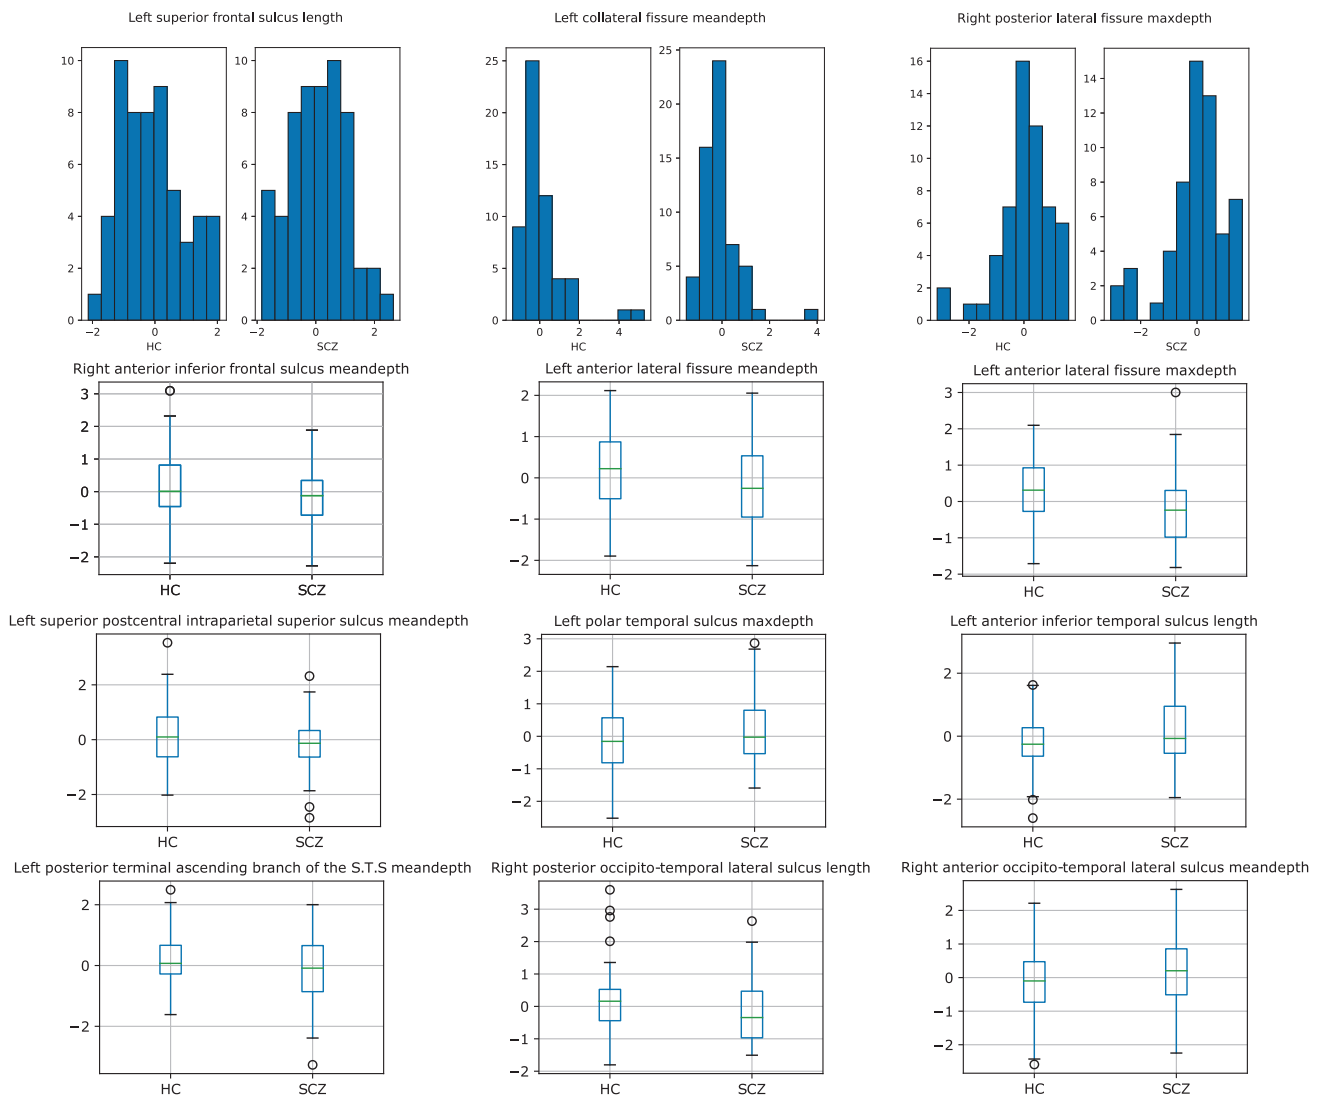 Left superior frontal sulcus length
10
8
6
4
2
0
−2
0
2
HC
10
8
6
4
2
0
−2
0
2
SCZ
Left collateral fissure meandepth
25
20
15
10
5
0
0
2
4
HC
25
20
15
10
5
0
0
2
4
SCZ
Right posterior lateral fissure maxdepth
16
14
12
10
8
6
4
2
0
−2
0
HC
14
12
10
8
6
4
2
0
−2
0
SCZ
Right anterior inferior frontal sulcus meandepth
3
2
1
0
−1
−2
HC
SCZ
Left anterior lateral fissure meandepth
2
1
0
−1
−2
HC
SCZ
Left anterior lateral fissure maxdepth
3
2
1
0
−1
−2
HC
SCZ
Left superior postcentral intraparietal superior sulcus meandepth
2
0
−2
HC
SCZ
Left polar temporal sulcus maxdepth
3
2
1
0
−1
−2
HC
SCZ
Left anterior inferior temporal sulcus length
2
0
−2
HC
SCZ
Left posterior terminal ascending branch of the S.T.S meandepth
2
0
−2
HC
SCZ
Right posterior occipito-temporal lateral sulcus length
3
2
1
0
−1
−2
HC
SCZ
Right anterior occipito-temporal lateral sulcus meandepth
2
1
0
−1
−2
HC
SCZ